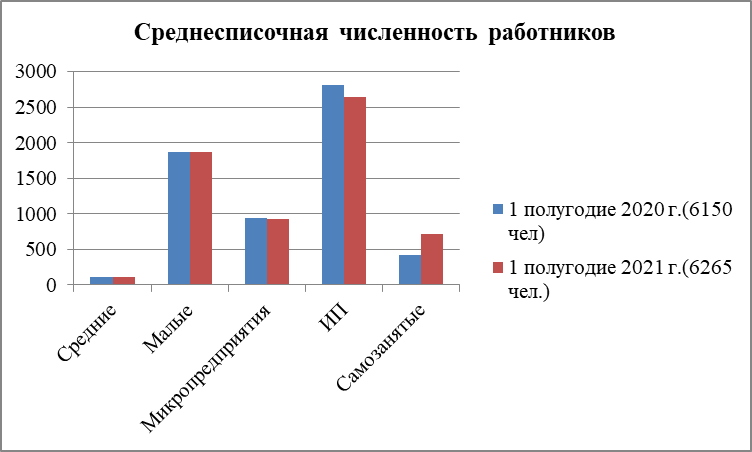 Среднесписочная численность работников
3000
2500
2000
1500
1000
500
0
Средние
Малые
Микропредприятия
ИП
Самозанятые
1 полугодие 2020 г.(6150
чел)
1 полугодие 2021 г.(6265
чел.)